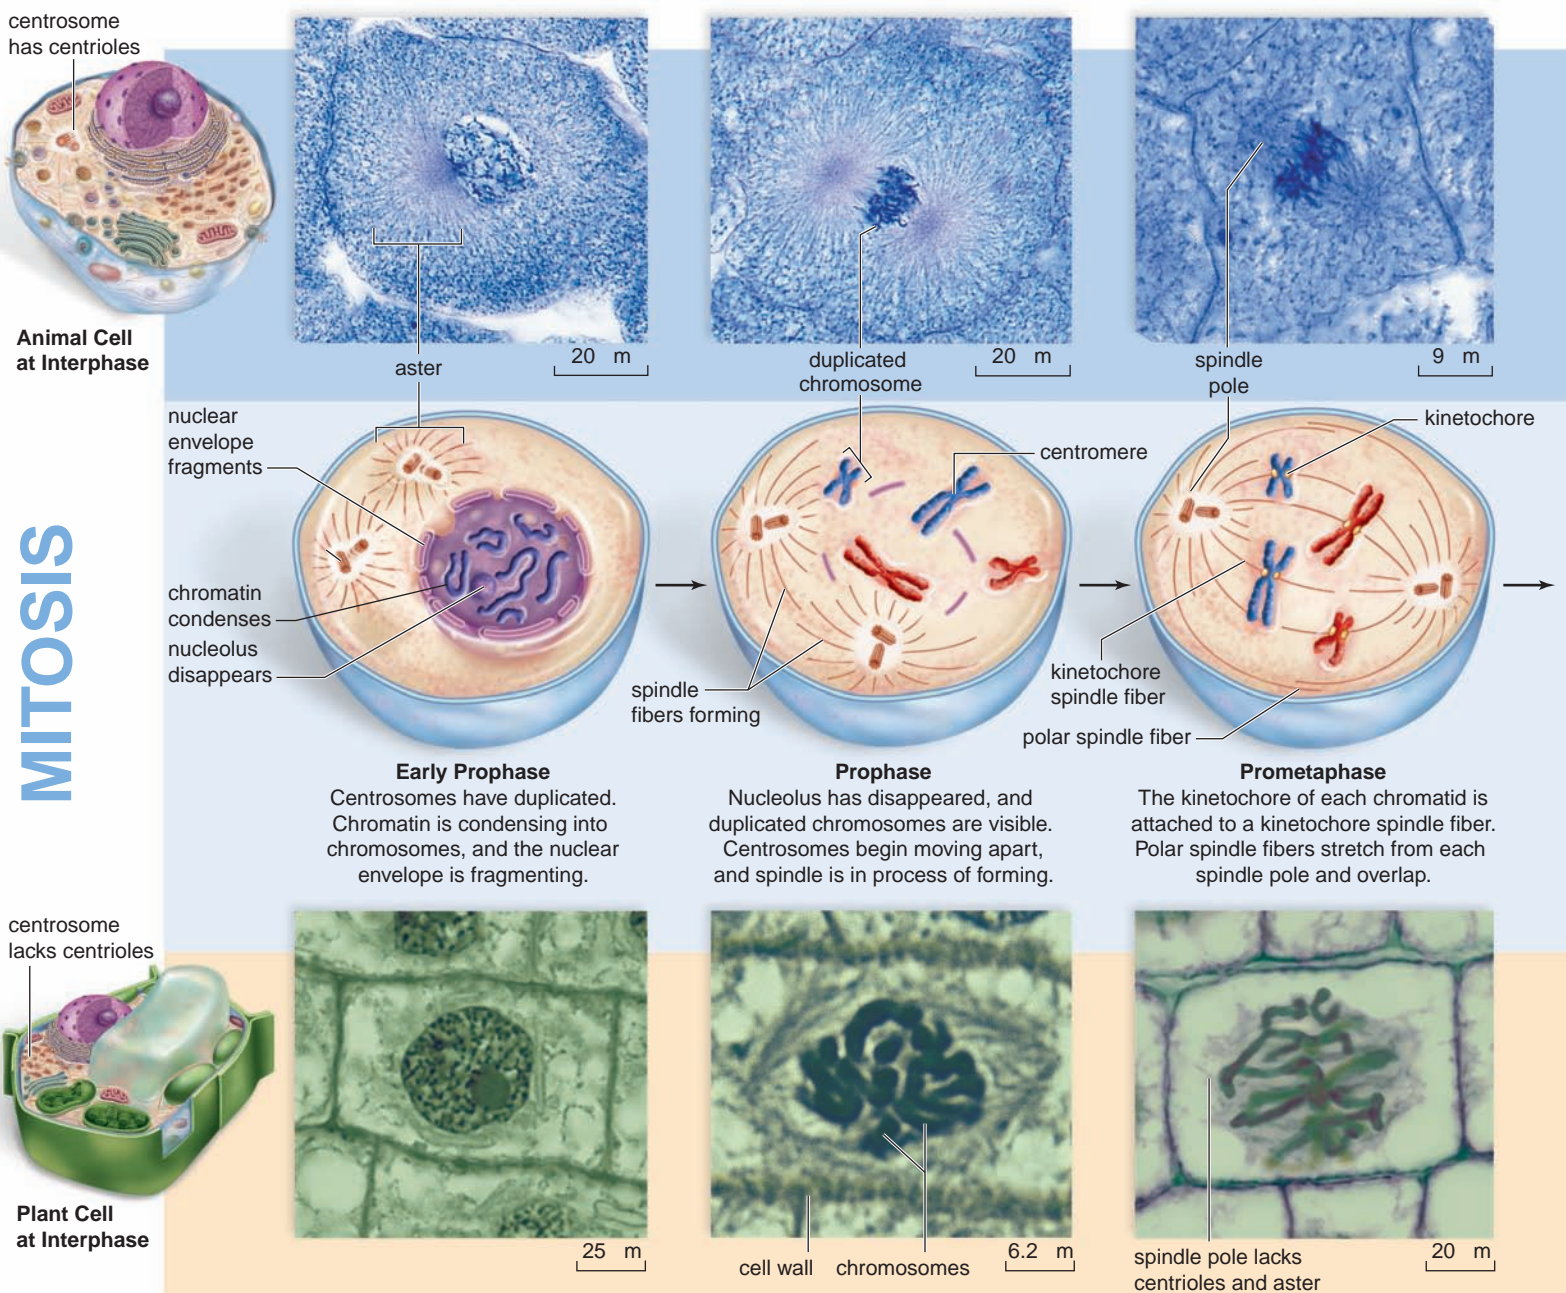 centrosome
has centrioles
Animal Cell
at Interphase
20 m
20 m
9 m
aster
duplicated
chromosome
spindle
pole
MITOSIS
nuclear
envelope
fragments
chromatin
condenses
nucleolus
disappears
centromere
kinetochore
spindle
fibers forming
kinetochore
spindle fiber
polar spindle fiber
Early Prophase
Centrosomes have duplicated.
Chromatin is condensing into
chromosomes, and the nuclear
envelope is fragmenting.
Prophase
Nucleolus has disappeared, and
duplicated chromosomes are visible.
Centrosomes begin moving apart,
and spindle is in process of forming.
Prometaphase
The kinetochore of each chromatid is
attached to a kinetochore spindle fiber.
Polar spindle fibers stretch from each
spindle pole and overlap.
centrosome
lacks centrioles
Plant Cell
at Interphase
25 m
cell wall
chromosomes
6.2 m
spindle pole lacks
centrioles and aster
20 m